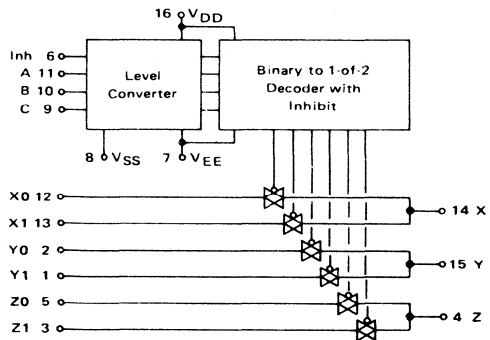 16 VDD
Inh 6
A 11
B 10
C 9
Level
Converter
Binary to 1-of-2
Decoder with
Inhibit
8 VSS
7 VEE
X0 12
X1 13
14 X
Y0 2
Y1 1
15 Y
Z0 5
Z1 3
4 Z